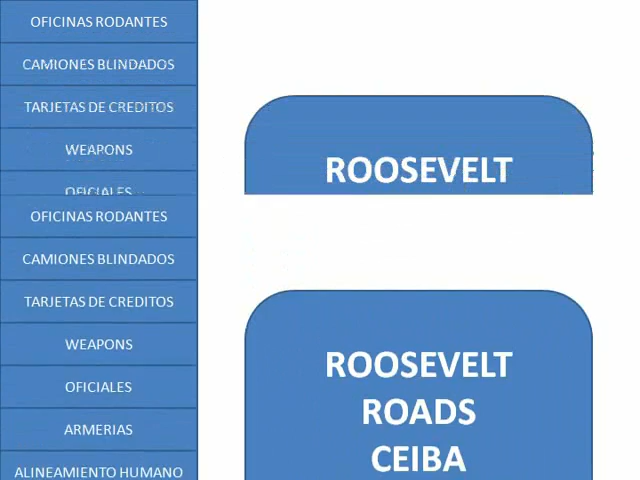 OFICINAS RODANTES
CAMIONES BLINDADOS
TARJETAS DE CREDITOS
WEAPONS
OFICIALES
ROOSEVELT
OFICINAS RODANTES
CAMIONES BLINDADOS
TARJETAS DE CREDITOS
WEAPONS
OFICIALES
ARMERIAS
ALINEAMIENTO HUMANO
ROOSEVELT
ROADS
CEIBA